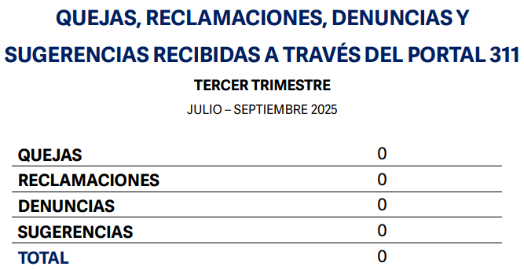 QUEJAS, RECLAMACIONES, DENUNCIAS Y
SUGERENCIAS RECIBIDAS A TRAVÉS DEL PORTAL 311
TERCER TRIMESTRE
JULIO – SEPTIEMBRE 2025
QUEJAS 0
RECLAMACIONES 0
DENUNCIAS 0
SUGERENCIAS 0
TOTAL 0